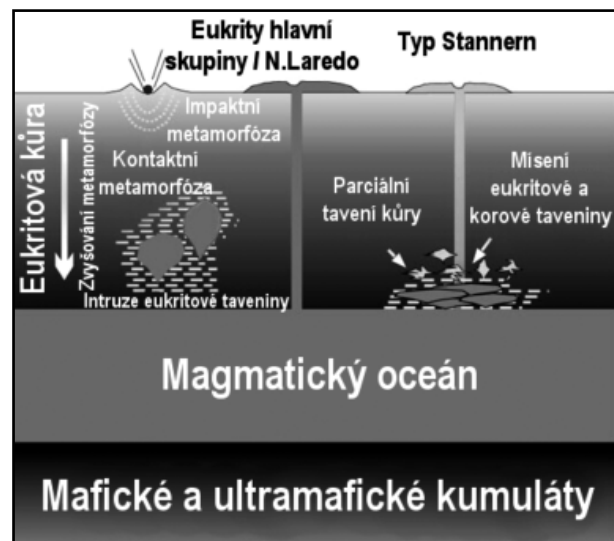 Eukrity hlavní
skupiny / N.Laredo
Typ Stannern
Impaktní
metamorfóza
Kontaktní
metamorfóza
Eukritová kůra
Zvyšování metamorfózy
Intruze eukritové taveniny
Parciální
tavení kůry
Mísení
eukritové a
korové taveniny
Magmatický oceán
Mafické a ultramafické kumuláty